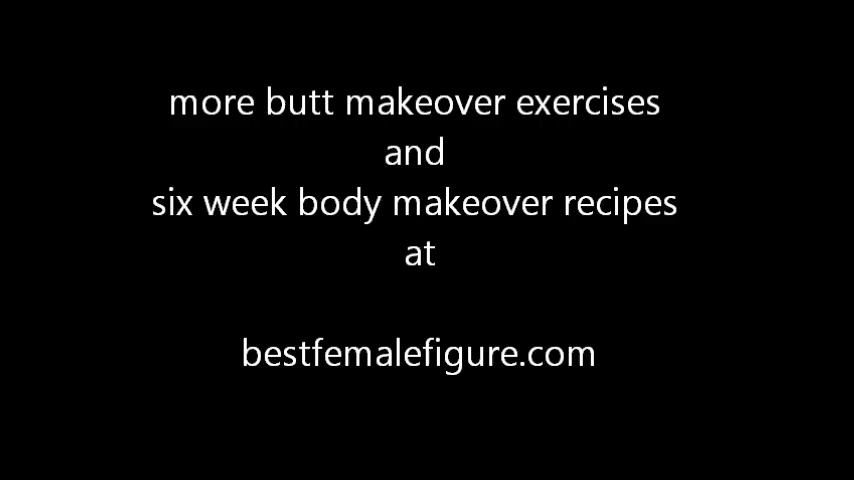 more butt makeover exercises
and
six week body makeover recipes
at
bestfemalefigure.com